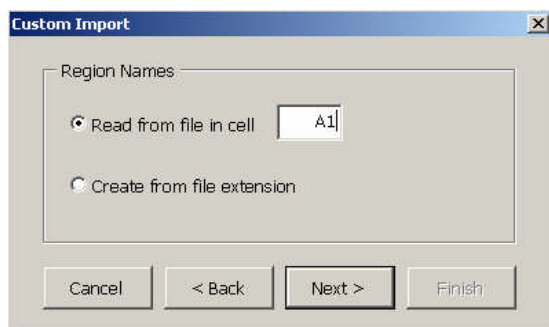 Custom Import
Region Names
Read from file in cell A1
Create from file extension
Cancel < Back Next > Finish